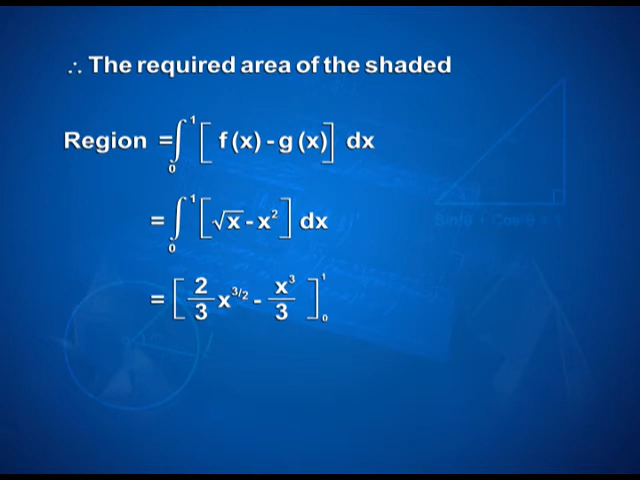 ∴ The required area of the shaded
Region = ∫₀¹ [ f (x) - g (x) ] dx
= ∫₀¹ [ √x - x² ] dx
= [ 2/3 x^3/2 - x³/3 ]₀¹